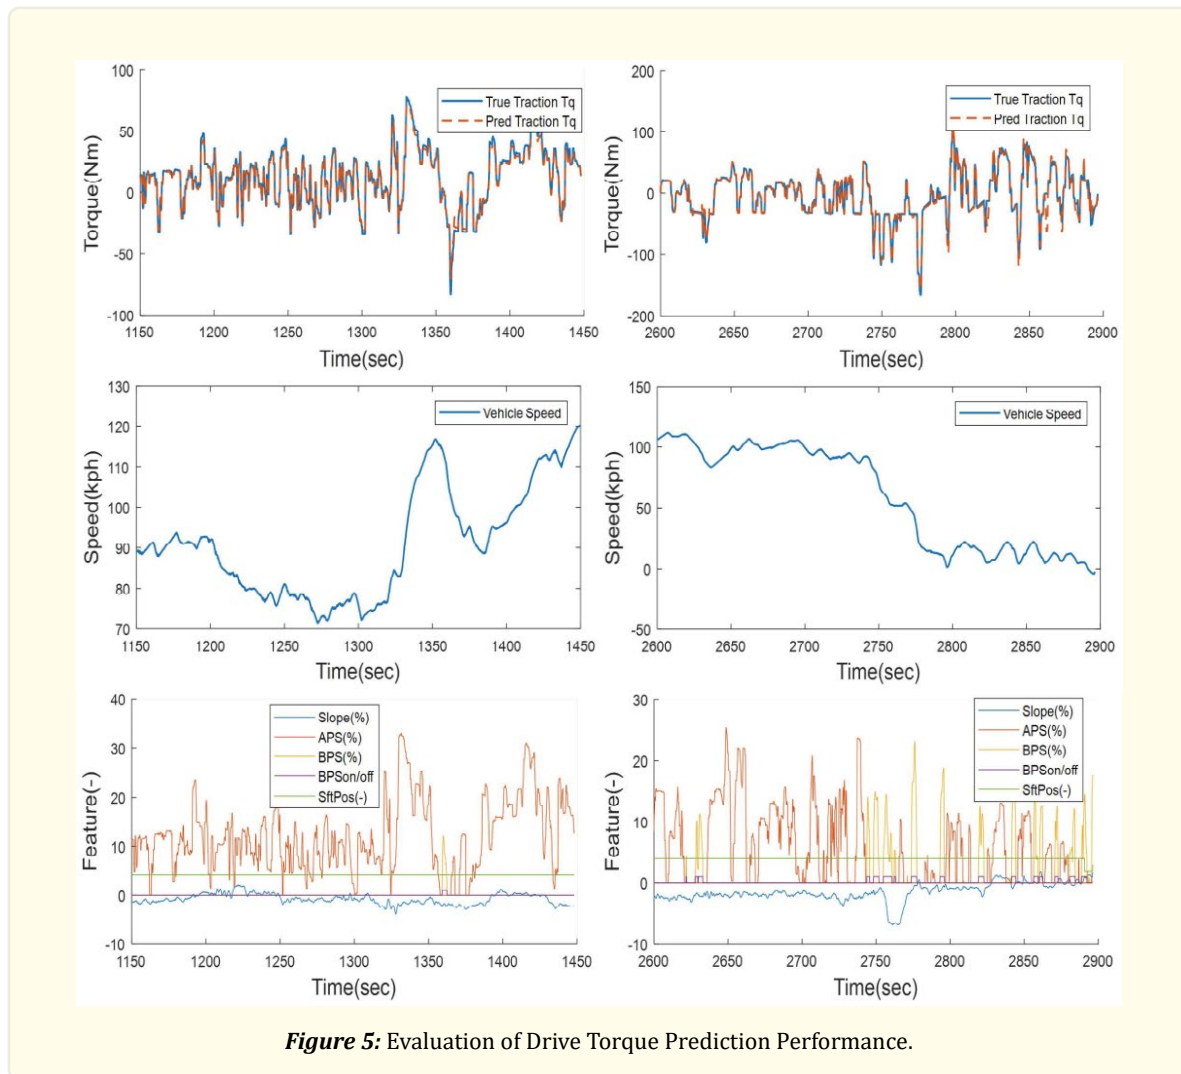 100
50
0
-50
-100
Torque(Nm)
True Traction Tq
Pred Traction Tq
1150 1200 1250 1300 1350 1400 1450
Time(sec)
200
100
0
-100
-200
Torque(Nm)
True Traction Tq
Pred Traction Tq
2600 2650 2700 2750 2800 2850 2900
Time(sec)
130
120
110
100
90
80
70
Speed(kph)
Vehicle Speed
1150 1200 1250 1300 1350 1400 1450
Time(sec)
150
100
50
0
-50
Speed(kph)
Vehicle Speed
2600 2650 2700 2750 2800 2850 2900
Time(sec)
40
30
20
10
0
-10
Feature(-)
Slope(%)
APS(%)
BPS(%)
BPSon/off
SftPos(-)
1150 1200 1250 1300 1350 1400 1450
Time(sec)
30
20
10
0
-10
Feature(-)
Slope(%)
APS(%)
BPS(%)
BPSon/off
SftPos(-)
2600 2650 2700 2750 2800 2850 2900
Time(sec)
Figure 5: Evaluation of Drive Torque Prediction Performance.